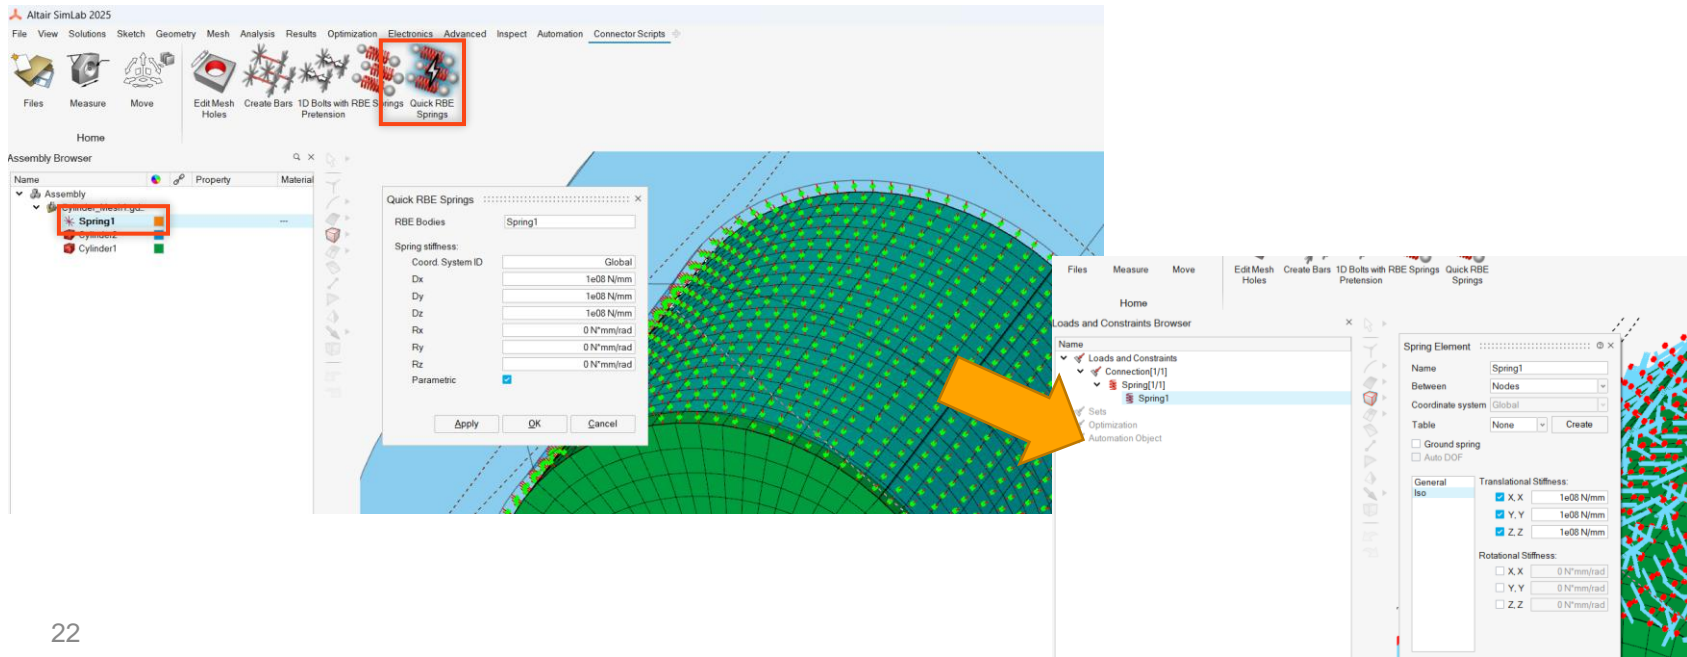 Altair SimLab 2025
File View Solutions Sketch Geometry Mesh Analysis Results Optimization Electronics Advanced Inspect Automation Connector Scripts
Files Measure Move Edit Mesh Holes Create Bars 1D Bolts with Pretension RBE Springs Quick RBE Springs
Home
Assembly Browser
Name Property Material
Assembly
Spring1 ...
Cylinder2
Cylinder1
Quick RBE Springs
RBE Bodies Spring1
Spring stiffness:
Coord. System ID Global
Dx 1e08 N/mm
Dy 1e08 N/mm
Dz 1e08 N/mm
Rx 0 N*mm/rad
Ry 0 N*mm/rad
Rz 0 N*mm/rad
Parametric
Apply OK Cancel
Files Measure Move Edit Mesh Holes Create Bars 1D Bolts with Pretension RBE Springs Quick RBE Springs
Home
Loads and Constraints Browser
Name
Loads and Constraints
Connection[1/1]
Spring[1/1]
Spring1
Sets
Optimization
Automation Object
Spring Element
Name Spring1
Between Nodes
Coordinate system Global
Table None Create
Ground spring
Auto DOF
General
Iso
Translational Stiffness:
X, X 1e08 N/mm
Y, Y 1e08 N/mm
Z, Z 1e08 N/mm
Rotational Stiffness:
X, X 0 N*mm/rad
Y, Y 0 N*mm/rad
Z, Z 0 N*mm/rad
22